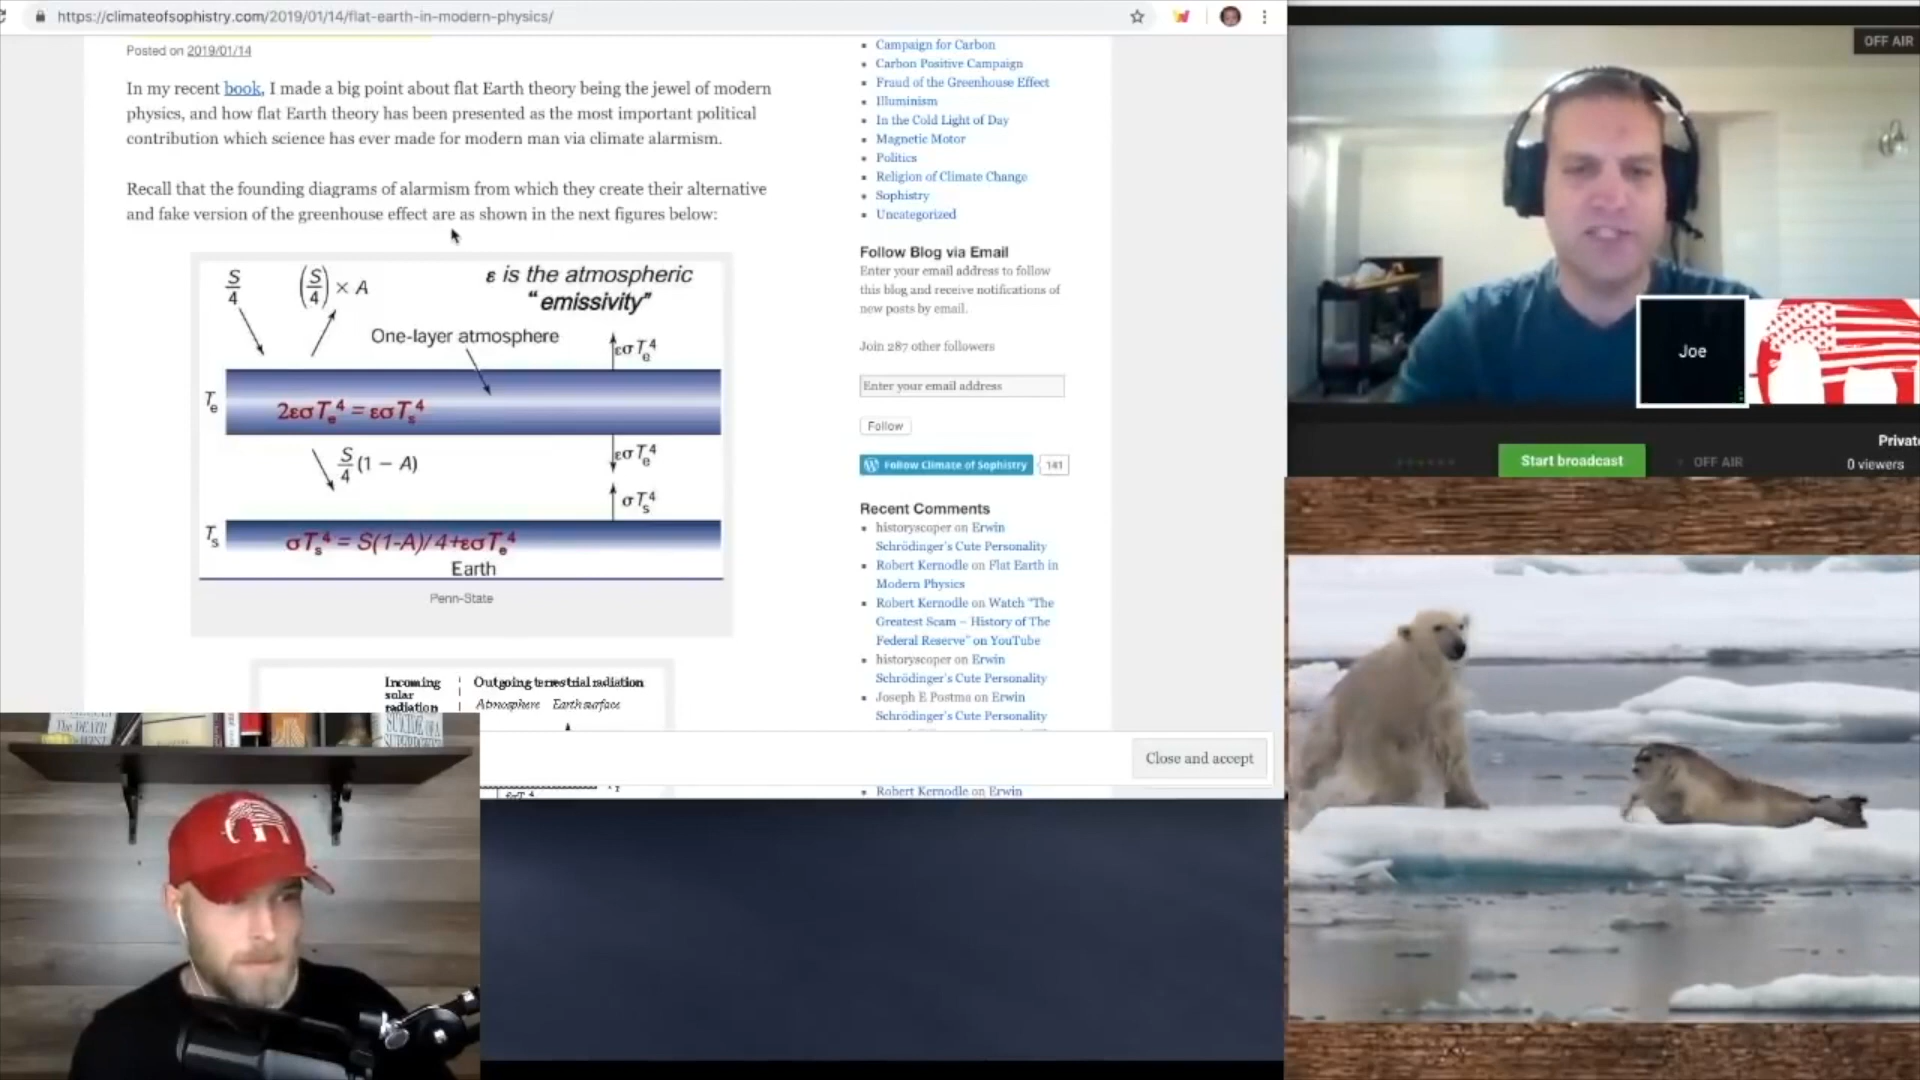 https://climateofsophistry.com/2019/01/14/flat-earth-in-modern-physics/
Posted on 2019/01/14
In my recent book, I made a big point about flat Earth theory being the jewel of modern
physics, and how flat Earth theory has been presented as the most important political
contribution which science has ever made for modern man via climate alarmism.
Recall that the founding diagrams of alarmism from which they create their alternative
and fake version of the greenhouse effect are as shown in the next figures below:
S/4
(S/4) × A
ε is the atmospheric
"emissivity"
One-layer atmosphere
εσTe⁴
Te
2εσTe⁴ = εσTs⁴
S/4 (1 − A)
εσTe⁴
σTs⁴
Ts
σTs⁴ = S(1-A)/4+εσTe⁴
Earth
Penn-State
Incoming
solar
radiation
Outgoing terrestrial radiation
Atmosphere Earth surface
Campaign for Carbon
Carbon Positive Campaign
Fraud of the Greenhouse Effect
Illuminism
In the Cold Light of Day
Magnetic Motor
Politics
Religion of Climate Change
Sophistry
Uncategorized
Follow Blog via Email
Enter your email address to follow
this blog and receive notifications of
new posts by email.
Join 287 other followers
Enter your email address
Follow
Follow Climate of Sophistry
141
Recent Comments
historyscoper on Erwin
Schrödinger's Cute Personality
Robert Kernodle on Flat Earth in
Modern Physics
Robert Kernodle on Watch "The
Greatest Scam – History of The
Federal Reserve" on YouTube
historyscoper on Erwin
Schrödinger's Cute Personality
Joseph E Postma on Erwin
Schrödinger's Cute Personality
Close and accept
Robert Kernodle on Erwin
OFF AIR
Joe
Private
Start broadcast
OFF AIR
0 viewers
The DEATH
SUICIDE OF A